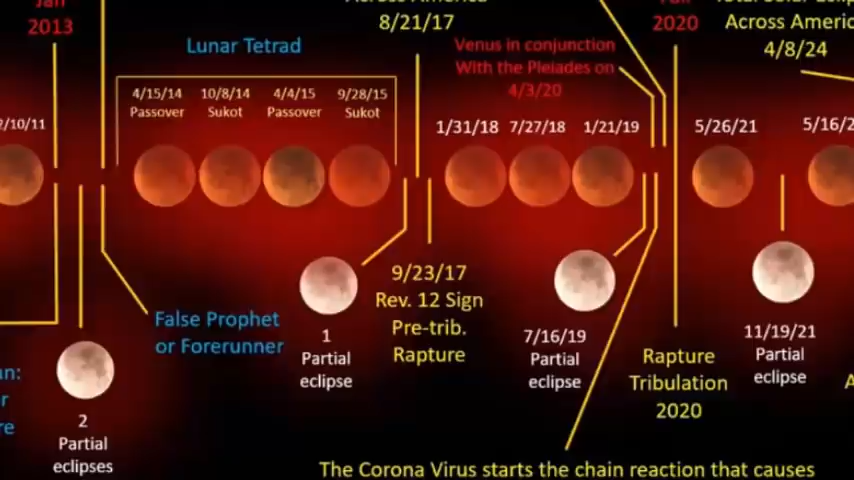 Jan
2013
Across America
8/21/17
Lunar Tetrad
Venus in conjunction
With the Pleiades on
4/3/20
2020
Across Americ
4/8/24
2/10/11
4/15/14
Passover
10/8/14
Sukot
4/4/15
Passover
9/28/15
Sukot
1/31/18
7/27/18
1/21/19
5/26/21
5/16/2
False Prophet
or Forerunner
1
Partial
eclipse
9/23/17
Rev. 12 Sign
Pre-trib.
Rapture
7/16/19
Partial
eclipse
Rapture
Tribulation
2020
11/19/21
Partial
eclipse
2
Partial
eclipses
The Corona Virus starts the chain reaction that causes